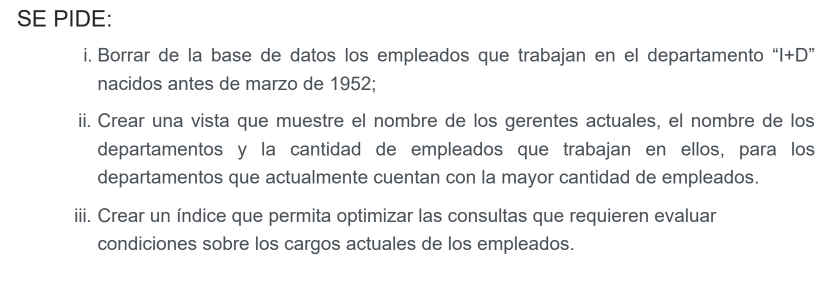 SE PIDE:
i. Borrar de la base de datos los empleados que trabajan en el departamento “I+D”
nacidos antes de marzo de 1952;
ii. Crear una vista que muestre el nombre de los gerentes actuales, el nombre de los
departamentos y la cantidad de empleados que trabajan en ellos, para los
departamentos que actualmente cuentan con la mayor cantidad de empleados.
iii. Crear un índice que permita optimizar las consultas que requieren evaluar
condiciones sobre los cargos actuales de los empleados.